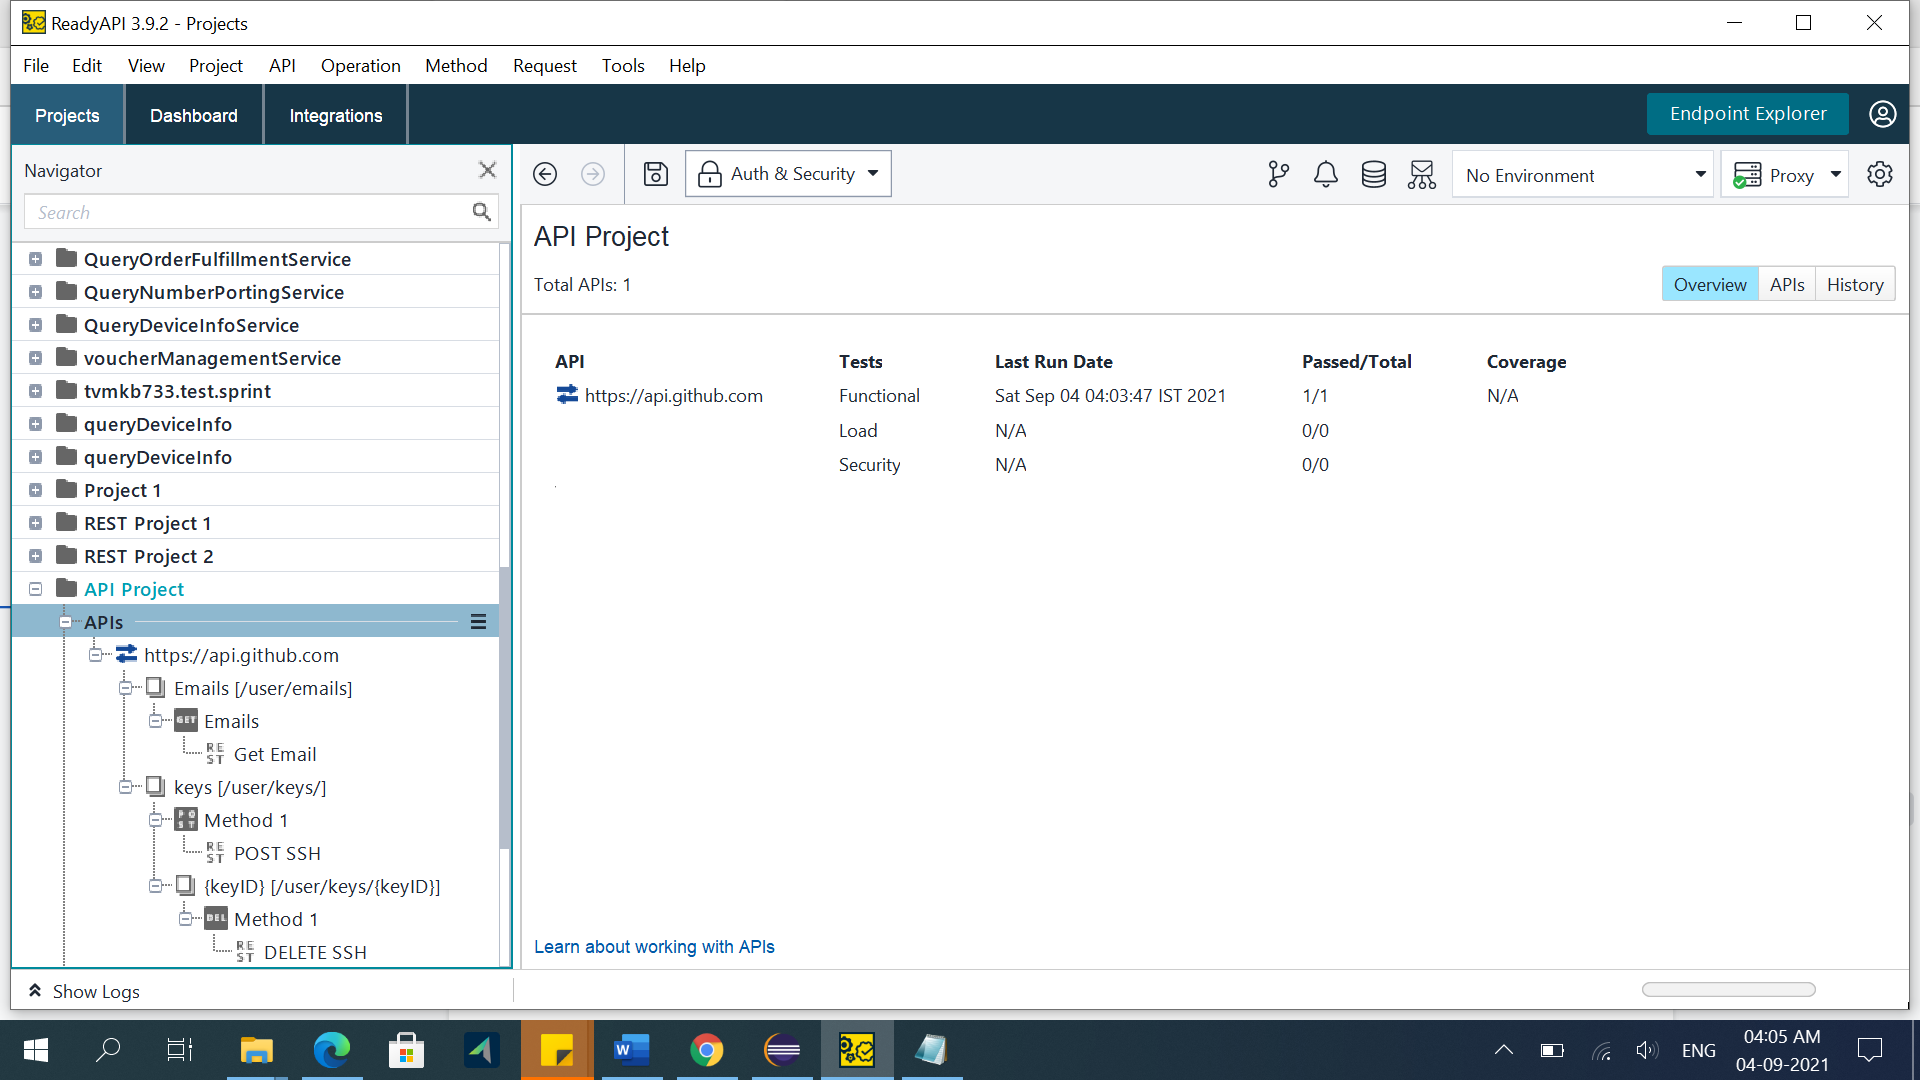 ReadyAPI 3.9.2 - Projects
File Edit View Project API Operation Method Request Tools Help
Projects Dashboard Integrations Endpoint Explorer
Navigator
Search
Auth & Security No Environment Proxy
QueryOrderFulfillmentService
QueryNumberPortingService
QueryDeviceInfoService
voucherManagementService
tvmkb733.test.sprint
queryDeviceInfo
queryDeviceInfo
Project 1
REST Project 1
REST Project 2
API Project
APIs
https://api.github.com
Emails [/user/emails]
GET Emails
REST Get Email
keys [/user/keys/]
POST Method 1
REST POST SSH
{keyID} [/user/keys/{keyID}]
DEL Method 1
REST DELETE SSH
Show Logs
API Project
Total APIs: 1
Overview APIs History
API Tests Last Run Date Passed/Total Coverage
https://api.github.com Functional Sat Sep 04 04:03:47 IST 2021 1/1 N/A
Load N/A 0/0
Security N/A 0/0
Learn about working with APIs
W
ENG
04:05 AM
04-09-2021